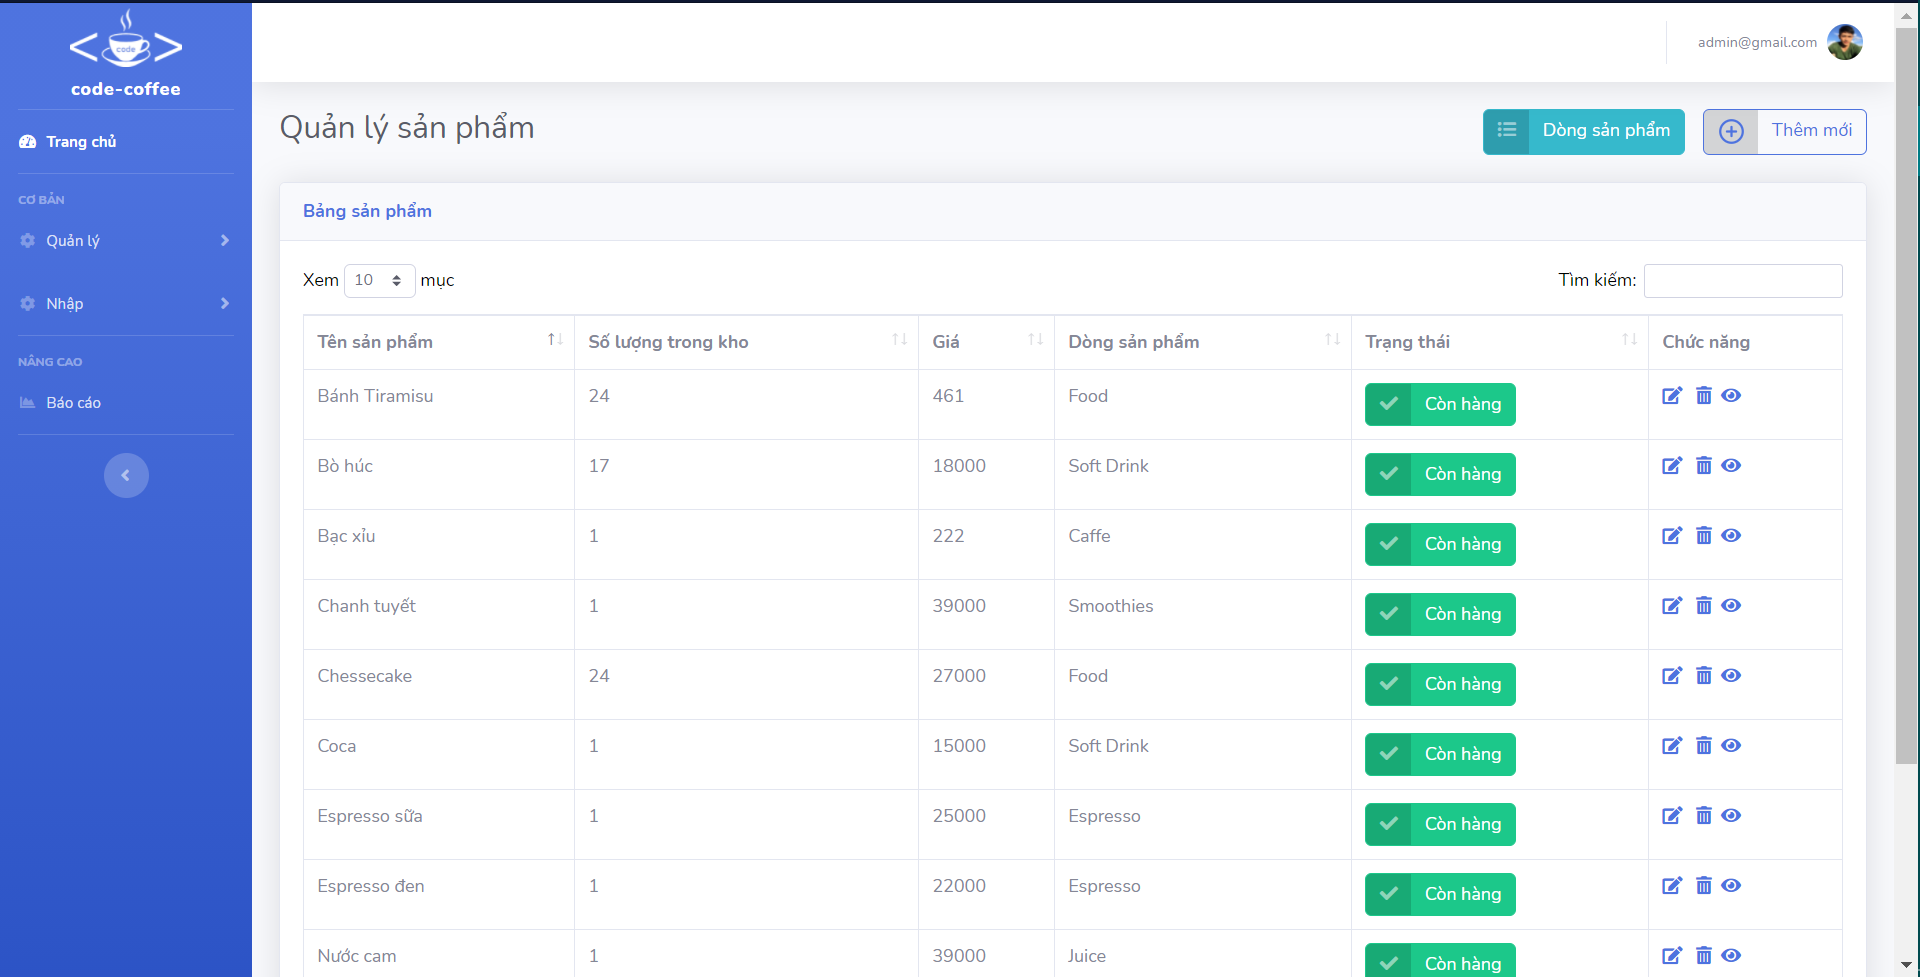 code
code-coffee
Trang chủ
CƠ BẢN
Quản lý
Nhập
NÂNG CAO
Báo cáo
admin@gmail.com
Quản lý sản phẩm
Dòng sản phẩm
Thêm mới
Bảng sản phẩm
Xem 10 mục
Tìm kiếm:
Tên sản phẩm Số lượng trong kho Giá Dòng sản phẩm Trạng thái Chức năng
Bánh Tiramisu 24 461 Food Còn hàng
Bò húc 17 18000 Soft Drink Còn hàng
Bạc xỉu 1 222 Caffe Còn hàng
Chanh tuyết 1 39000 Smoothies Còn hàng
Chessecake 24 27000 Food Còn hàng
Coca 1 15000 Soft Drink Còn hàng
Espresso sữa 1 25000 Espresso Còn hàng
Espresso đen 1 22000 Espresso Còn hàng
Nước cam 1 39000 Juice Còn hàng